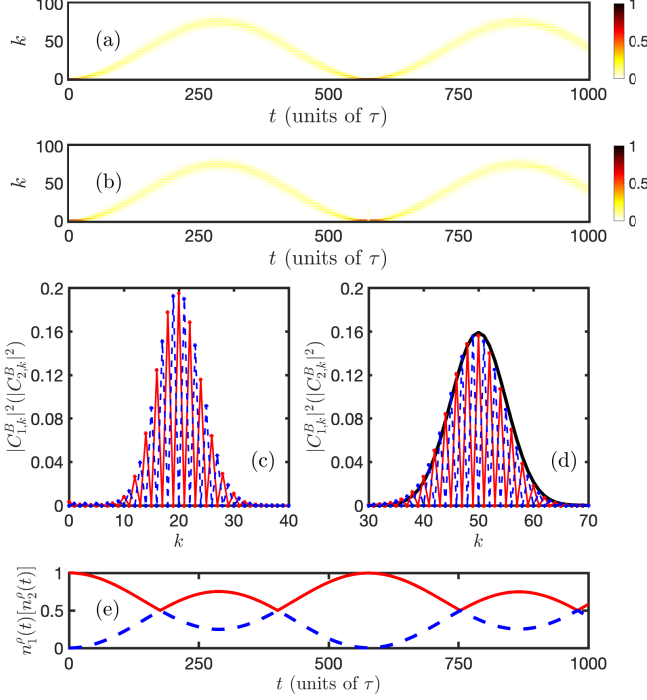 100
50
0
k
(a)
1
0.5
0
0 250 500 750 1000
t (units of τ)
100
50
0
k
(b)
1
0.5
0
0 250 500 750 1000
t (units of τ)
0.2
0.16
0.12
0.08
0.04
0
|C^B_{1,k}|^2(|C^B_{2,k}|^2)
(c)
0 10 20 30 40
k
0.2
0.16
0.12
0.08
0.04
0
|C^B_{1,k}|^2(|C^B_{2,k}|^2)
(d)
30 40 50 60 70
k
1
0.5
0
n^ρ_1(t)[n^ρ_2(t)]
(e)
0 250 500 750 1000
t (units of τ)